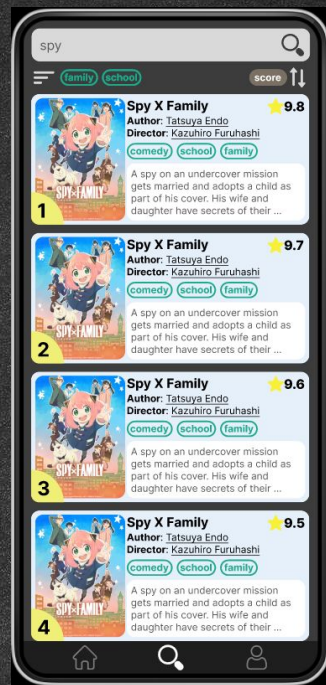 spy
family school score
Spy X Family 9.8
Author: Tatsuya Endo
Director: Kazuhiro Furuhashi
comedy school family
A spy on an undercover mission
gets married and adopts a child as
part of his cover. His wife and
daughter have secrets of their ...
SPY×FAMILY
1
Spy X Family 9.7
Author: Tatsuya Endo
Director: Kazuhiro Furuhashi
comedy school family
A spy on an undercover mission
gets married and adopts a child as
part of his cover. His wife and
daughter have secrets of their ...
SPY×FAMILY
2
Spy X Family 9.6
Author: Tatsuya Endo
Director: Kazuhiro Furuhashi
comedy school family
A spy on an undercover mission
gets married and adopts a child as
part of his cover. His wife and
daughter have secrets of their ...
SPY×FAMILY
3
Spy X Family 9.5
Author: Tatsuya Endo
Director: Kazuhiro Furuhashi
comedy school family
A spy on an undercover mission
gets married and adopts a child as
part of his cover. His wife and
daughter have secrets of their ...
SPY×FAMILY
4